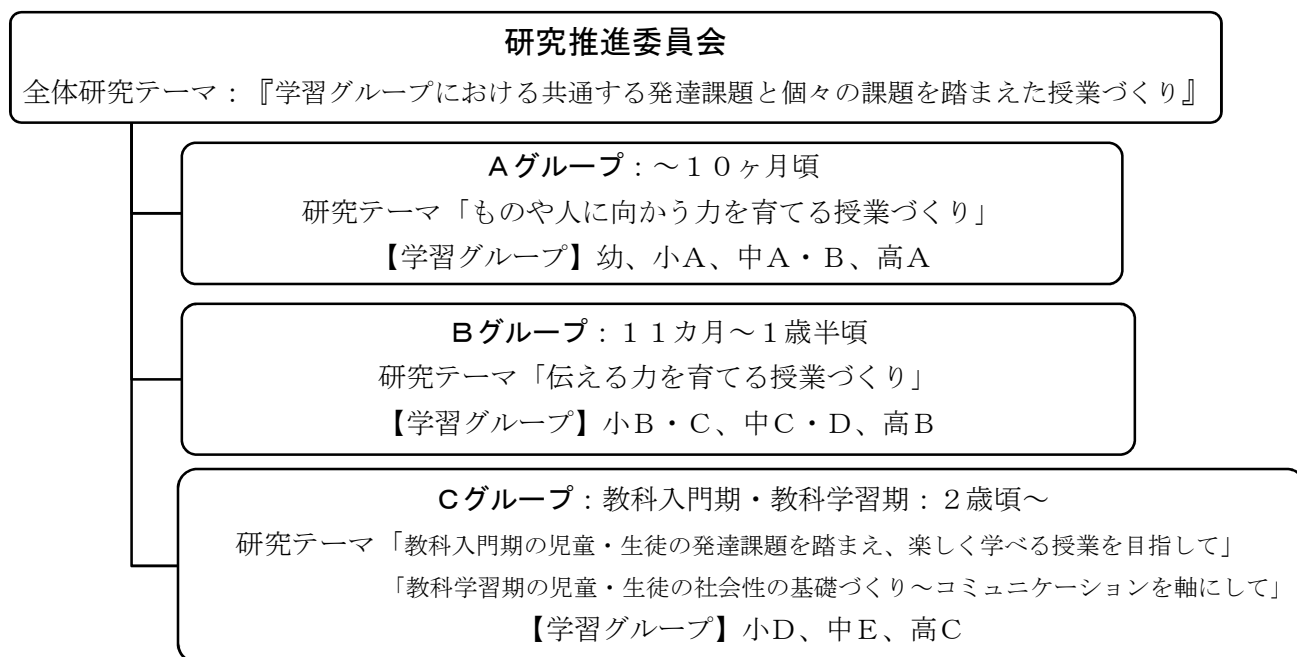 研究推進委員会
全体研究テーマ：『学習グループにおける共通する発達課題と個々の課題を踏まえた授業づくり』
Aグループ：～１０ヶ月頃
研究テーマ「ものや人に向かう力を育てる授業づくり」
【学習グループ】幼、小Ａ、中Ａ・Ｂ、高Ａ
Bグループ：１１カ月～１歳半頃
研究テーマ「伝える力を育てる授業づくり」
【学習グループ】小Ｂ・Ｃ、中Ｃ・Ｄ、高Ｂ
Cグループ：教科入門期・教科学習期：２歳頃～
研究テーマ「教科入門期の児童・生徒の発達課題を踏まえ、楽しく学べる授業を目指して」
「教科学習期の児童・生徒の社会性の基礎づくり～コミュニケーションを軸にして」
【学習グループ】小Ｄ、中Ｅ、高Ｃ